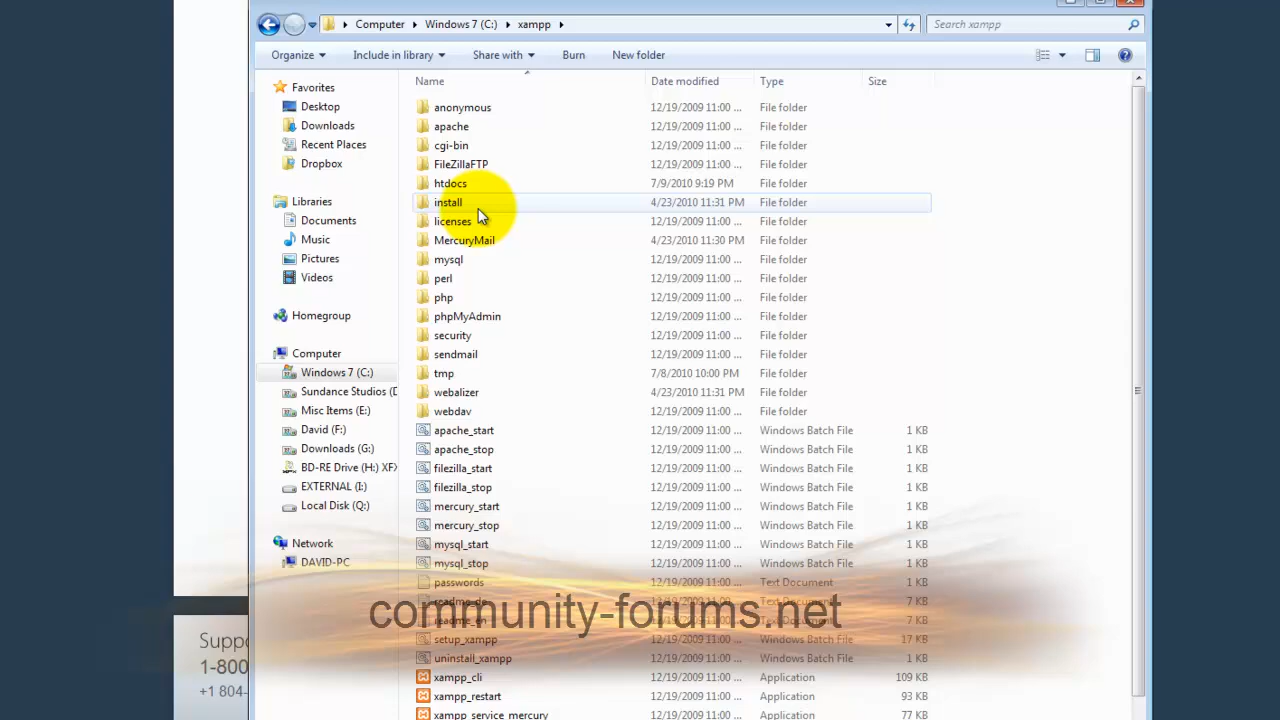 Computer Windows 7 (C:) xampp Search xampp
Organize Include in library Share with Burn New folder
Favorites
Desktop
Downloads
Recent Places
Dropbox
Libraries
Documents
Music
Pictures
Videos
Homegroup
Computer
Windows 7 (C:)
Sundance Studios (D
Misc Items (E:)
David (F:)
Downloads (G:)
BD-RE Drive (H:) XF
EXTERNAL (I:)
Local Disk (Q:)
Network
DAVID-PC
Name Date modified Type Size
anonymous 12/19/2009 11:00 ... File folder
apache 12/19/2009 11:00 ... File folder
cgi-bin 12/19/2009 11:00 ... File folder
FileZillaFTP 12/19/2009 11:00 ... File folder
htdocs 7/9/2010 9:19 PM File folder
install 4/23/2010 11:31 PM File folder
licenses 12/19/2009 11:00 ... File folder
MercuryMail 4/23/2010 11:30 PM File folder
mysql 12/19/2009 11:00 ... File folder
perl 12/19/2009 11:00 ... File folder
php 12/19/2009 11:00 ... File folder
phpMyAdmin 12/19/2009 11:00 ... File folder
security 12/19/2009 11:00 ... File folder
sendmail 12/19/2009 11:00 ... File folder
tmp 7/8/2010 10:00 PM File folder
webalizer 4/23/2010 11:31 PM File folder
webdav 12/19/2009 11:00 ... File folder
apache_start 12/19/2009 11:00 ... Windows Batch File 1 KB
apache_stop 12/19/2009 11:00 ... Windows Batch File 1 KB
filezilla_start 12/19/2009 11:00 ... Windows Batch File 1 KB
filezilla_stop 12/19/2009 11:00 ... Windows Batch File 1 KB
mercury_start 12/19/2009 11:00 ... Windows Batch File 1 KB
mercury_stop 12/19/2009 11:00 ... Windows Batch File 1 KB
mysql_start 12/19/2009 11:00 ... Windows Batch File 1 KB
mysql_stop 12/19/2009 11:00 ... Windows Batch File 1 KB
passwords 12/19/2009 11:00 ... Text Document 1 KB
readme_de 12/19/2009 11:00 ... Text Document 7 KB
readme_en 12/19/2009 11:00 ... Text Document 7 KB
setup_xampp 12/19/2009 11:00 ... Windows Batch File 17 KB
uninstall_xampp 12/19/2009 11:00 ... Windows Batch File 1 KB
xampp_cli 12/19/2009 11:00 ... Application 109 KB
xampp_restart 12/19/2009 11:00 ... Application 93 KB
xampp_service_mercury 12/19/2009 11:00 ... Application 77 KB
community-forums.net
Suppo
1-800
+1 804-